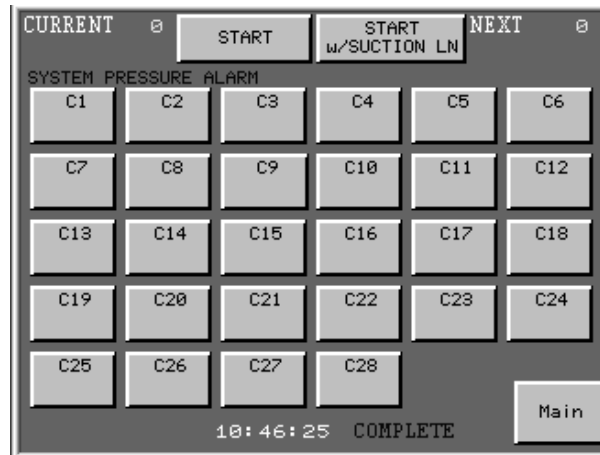 CURRENT 0 START START NEXT 0
w/SUCTION LN
SYSTEM PRESSURE ALARM
C1 C2 C3 C4 C5 C6
C7 C8 C9 C10 C11 C12
C13 C14 C15 C16 C17 C18
C19 C20 C21 C22 C23 C24
C25 C26 C27 C28
Main
10:46:25 COMPLETE